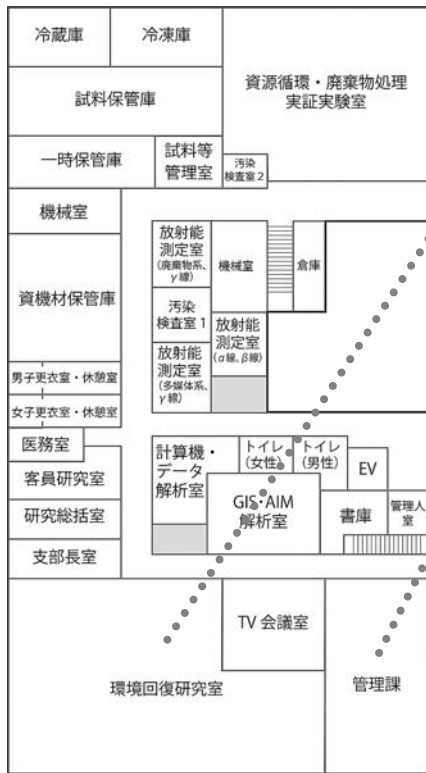 冷蔵庫
冷凍庫
試料保管庫
資源循環・廃棄物処理
実証実験室
一時保管庫
試料等
管理室
汚染
検査室2
機械室
資機材保管庫
放射能
測定室
(廃棄物系、
γ線)
機械室
倉庫
汚染
検査室1
放射能
測定室
(α線、β線)
放射能
測定室
(多媒体系、
γ線)
男子更衣室・休憩室
女子更衣室・休憩室
医務室
客員研究室
研究総括室
支部長室
計算機・
データ
解析室
トイレ
(女性)
トイレ
(男性)
EV
GIS・AIM
解析室
書庫
管理人
室
TV会議室
環境回復研究室
管理課